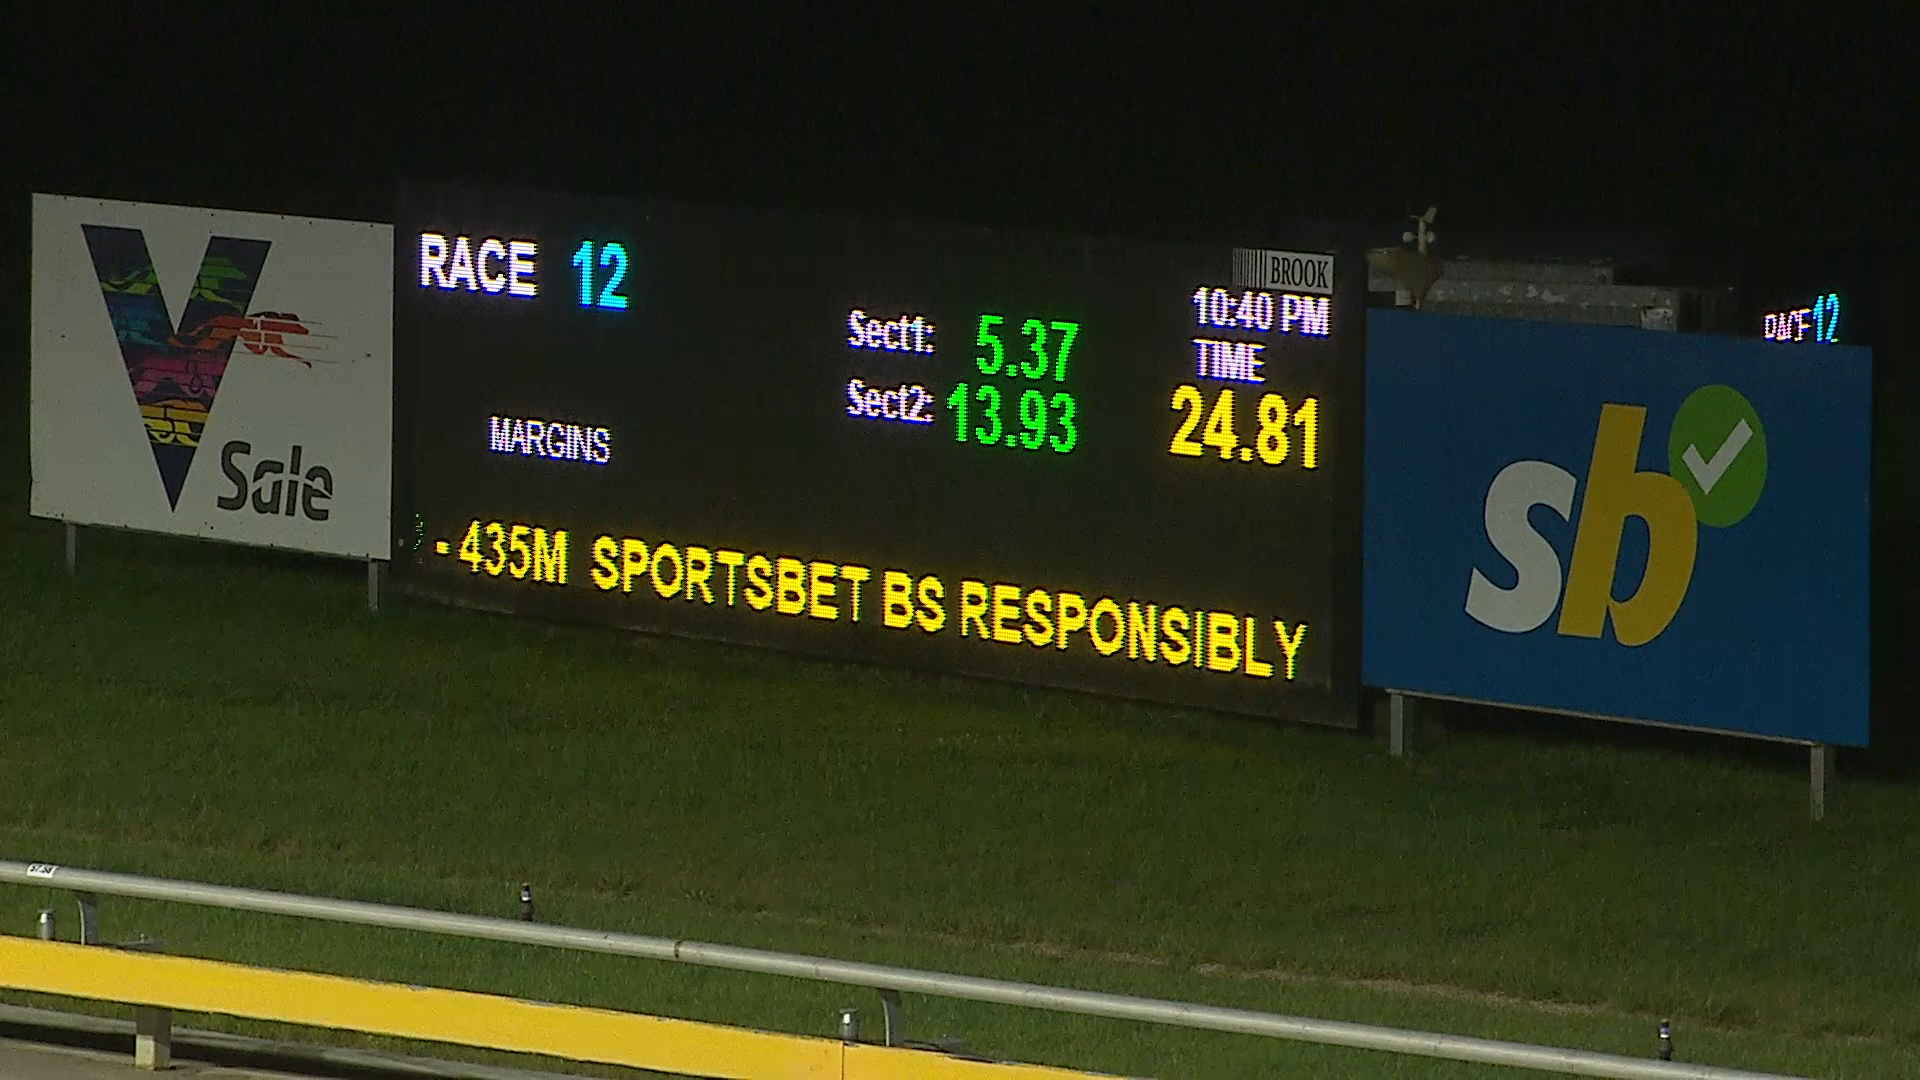 V
Sale
RACE 12
BROOK
10:40 PM
Sect1: 5.37
TIME
Sect2: 13.93
24.81
MARGINS
- 435M SPORTSBET BS RESPONSIBLY
sb
RACE 12